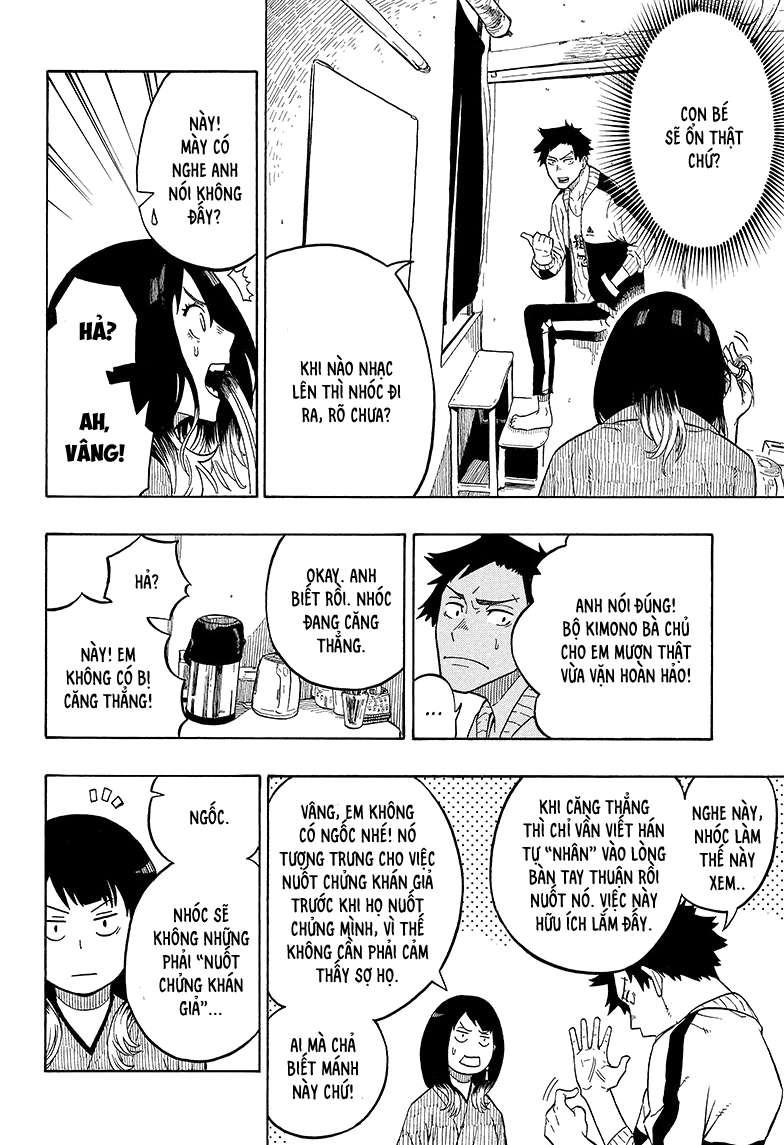 CON BÉ
SẼ ỔN THẬT
CHỨ?
KHI NÀO NHẠC
LÊN THÌ NHÓC ĐI
RA, RÕ CHƯA?
NÀY!
MÀY CÓ
NGHE ANH
NÓI KHÔNG
ĐẤY?
HẢ?
AH,
VÂNG!
ANH NÓI ĐÚNG!
BỘ KIMONO BÀ CHỦ
CHO EM MƯỢN THẬT
VỪA VẶN HOÀN HẢO!
...
OKAY. ANH
BIẾT RỒI. NHÓC
ĐANG CĂNG
THẲNG.
HẢ?
NÀY! EM
KHÔNG CÓ BỊ
CĂNG THẲNG!
NGHE NÀY,
NHÓC LÀM
THẾ NÀY
XEM..
KHI CĂNG THẲNG
THÌ CHỈ VẦN VIẾT HÁN
TỰ “NHÂN” VÀO LÒNG
BÀN TAY THUẬN RỒI
NUỐT NÓ. VIỆC NÀY
HỮU ÍCH LẮM ĐẤY.
VÂNG, EM KHÔNG
CÓ NGỐC NHÉ! NÓ
TƯỢNG TRƯNG CHO VIỆC
NUỐT CHỬNG KHÁN GIẢ
TRƯỚC KHI HỌ NUỐT
CHỬNG MÌNH, VÌ THẾ
KHÔNG CẦN PHẢI CẢM
THẤY SỢ HỌ.
AI MÀ CHẢ
BIẾT MÁNH
NÀY CHỨ!
NGỐC.
NHÓC SẼ
KHÔNG NHỮNG
PHẢI “NUỐT
CHỬNG KHÁN
GIẢ”...